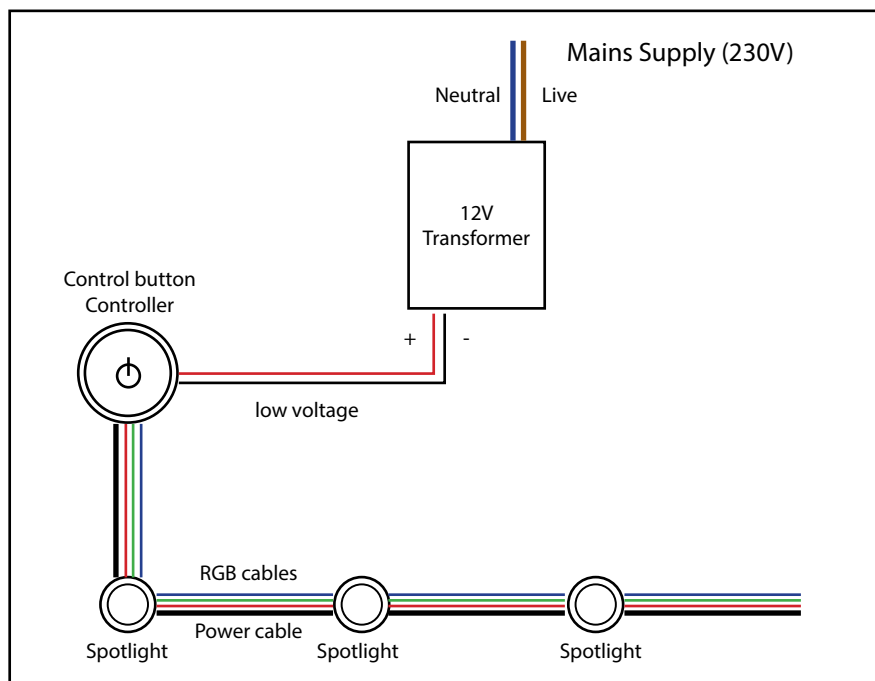 Mains Supply (230V)
Neutral
Live
12V
Transformer
Control button
Controller
+
-
low voltage
RGB cables
Power cable
Spotlight
Spotlight
Spotlight